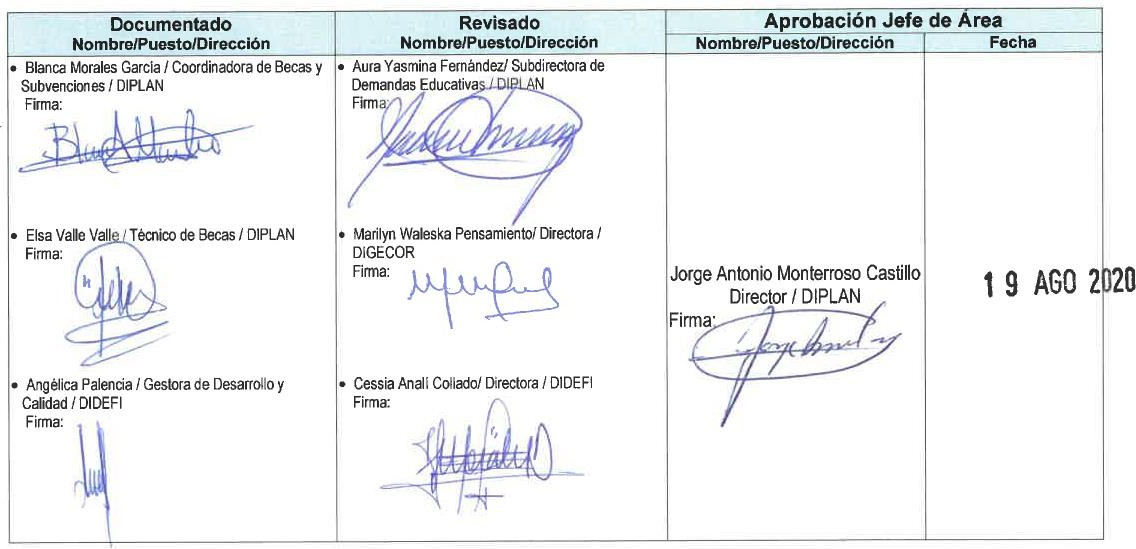 Documentado
Nombre/Puesto/Dirección
Revisado
Nombre/Puesto/Dirección
Aprobación Jefe de Área
Nombre/Puesto/Dirección
Fecha
• Blanca Morales Garcia / Coordinadora de Becas y
Subvenciones / DIPLAN
Firma:
• Elsa Valle Valle / Técnico de Becas / DIPLAN
Firma:
• Angélica Palencia / Gestora de Desarrollo y
Calidad / DIDEFI
Firma:
• Aura Yasmina Fernández/ Subdirectora de
Demandas Educativas / DIPLAN
Firma:
• Marilyn Waleska Pensamiento/ Directora /
DIGECOR
Firma:
• Cessia Analí Collado/ Directora / DIDEFI
Firma:
Jorge Antonio Monterroso Castillo
Director / DIPLAN
Firma:
19 AGO 2020